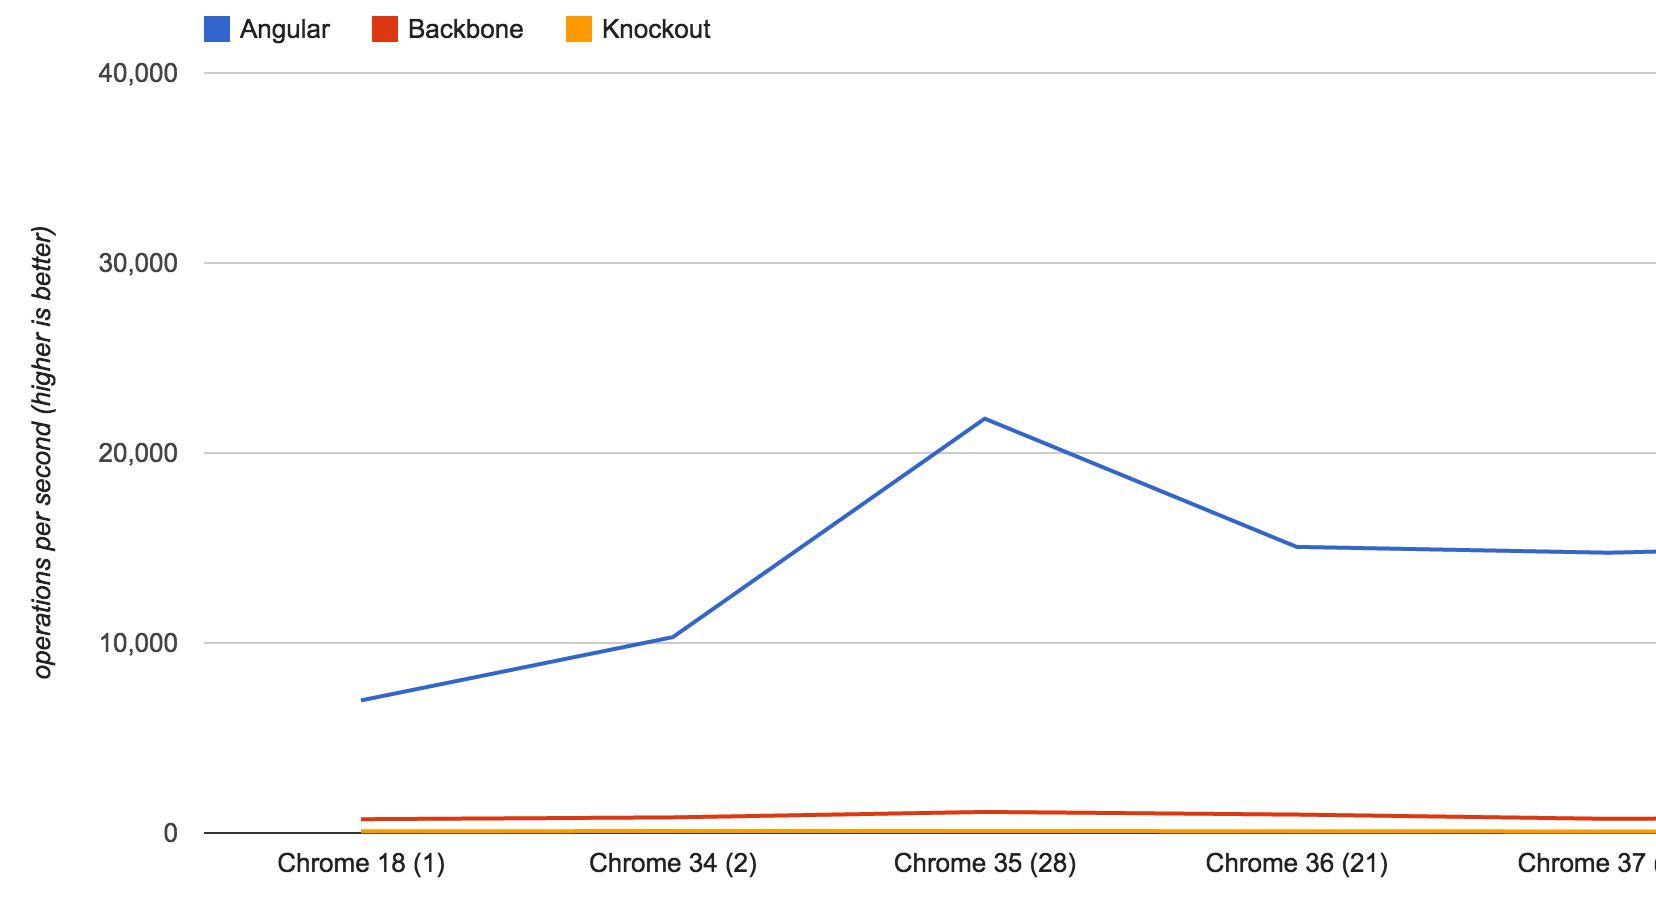 Angular Backbone Knockout
40,000
30,000
20,000
10,000
0
operations per second (higher is better)
Chrome 18 (1) Chrome 34 (2) Chrome 35 (28) Chrome 36 (21) Chrome 37 (